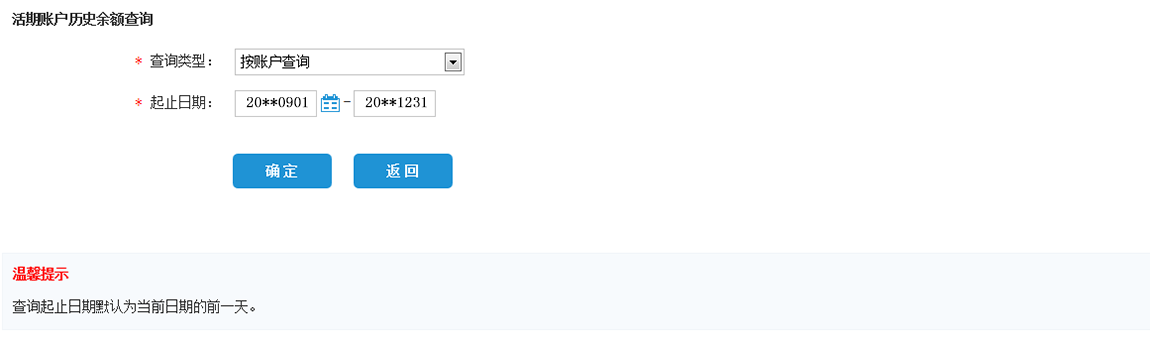 活期账户历史余额查询
* 查询类型： 按账户查询
* 起止日期： 20**0901 - 20**1231
确定 返回
温馨提示
查询起止日期默认为当前日期的前一天。